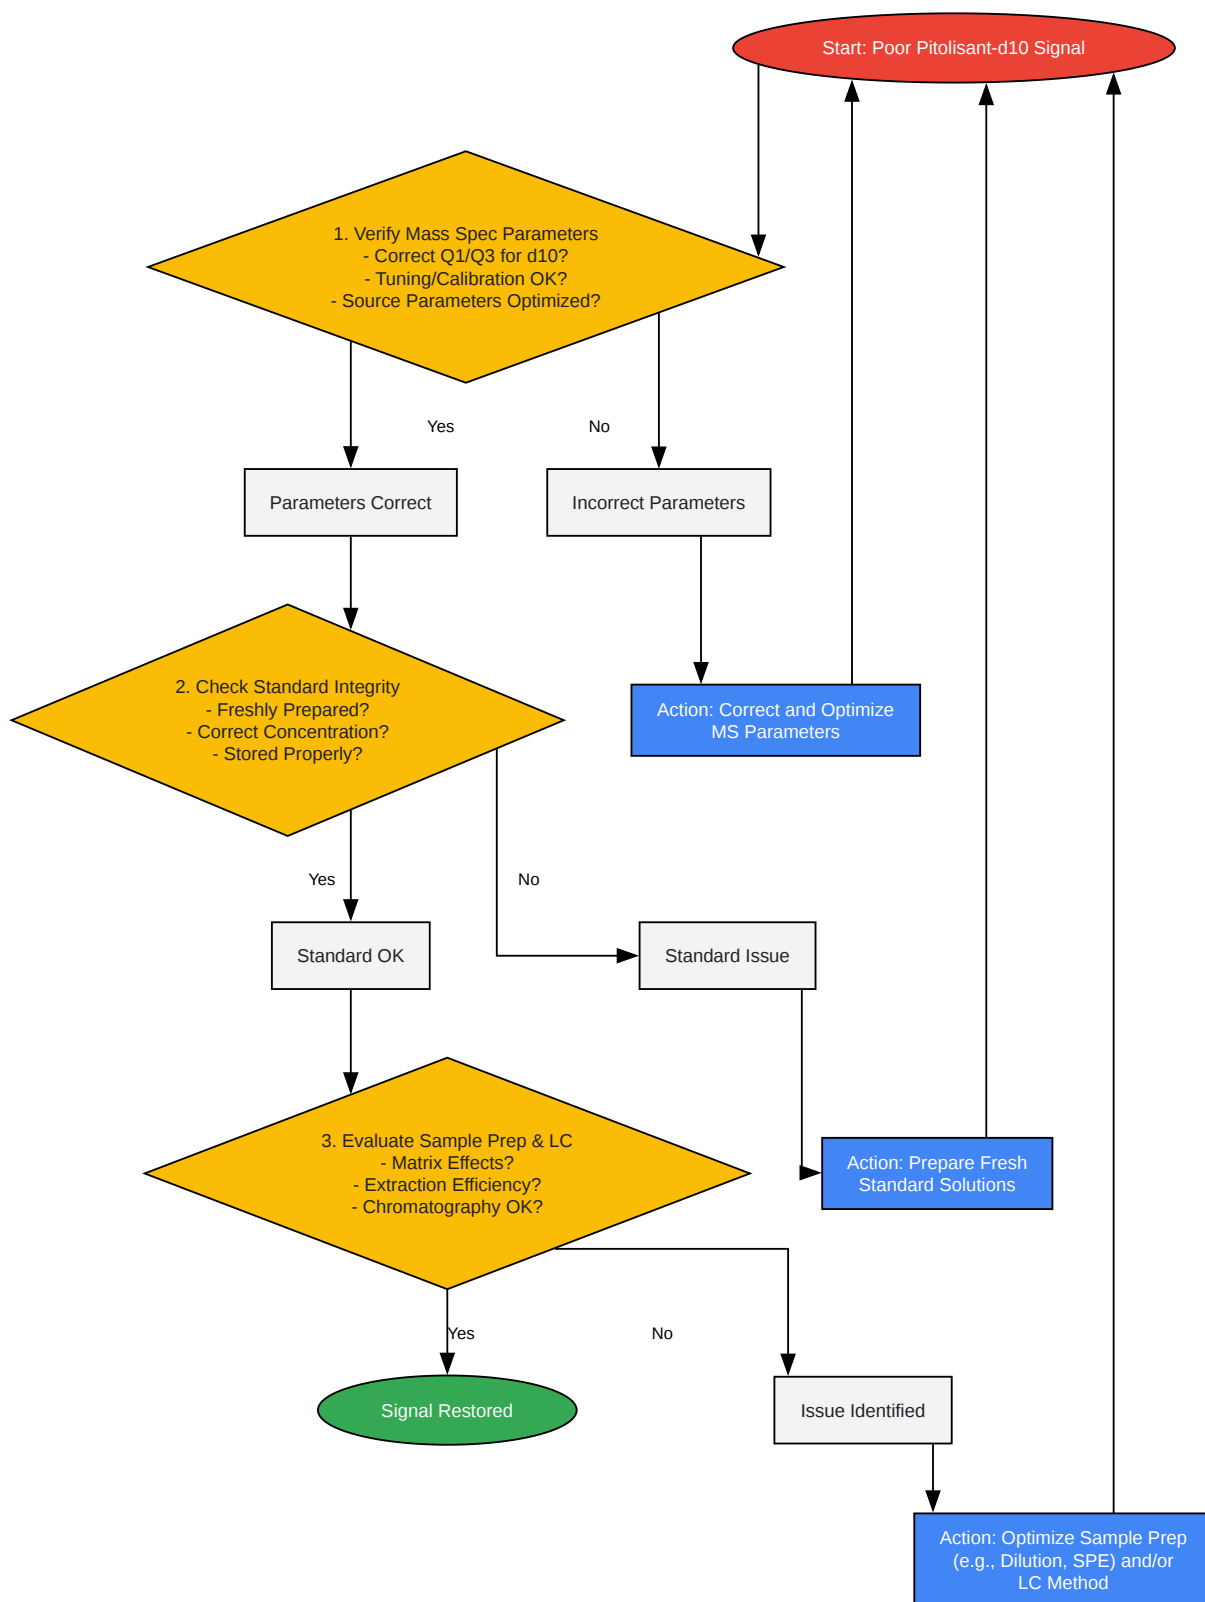 Start: Poor Pitolisant-d10 Signal
1. Verify Mass Spec Parameters
- Correct Q1/Q3 for d10?
- Tuning/Calibration OK?
- Source Parameters Optimized?
Yes
No
Parameters Correct
Incorrect Parameters
2. Check Standard Integrity
- Freshly Prepared?
- Correct Concentration?
- Stored Properly?
Action: Correct and Optimize
MS Parameters
Yes
No
Standard OK
Standard Issue
3. Evaluate Sample Prep & LC
- Matrix Effects?
- Extraction Efficiency?
- Chromatography OK?
Action: Prepare Fresh
Standard Solutions
Yes
No
Signal Restored
Issue Identified
Action: Optimize Sample Prep
(e.g., Dilution, SPE) and/or
LC Method